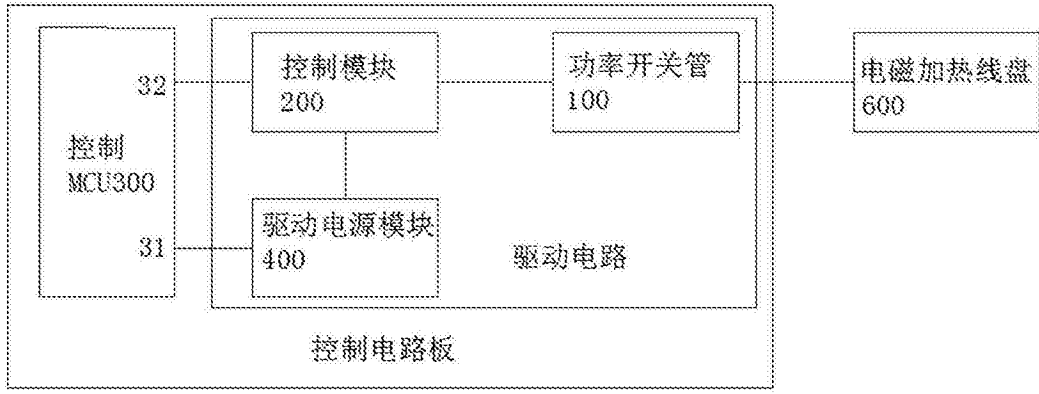 32
控制模块
200
功率开关管
100
电磁加热线盘
600
控制
MCU300
31
驱动电源模块
400
驱动电路
控制电路板